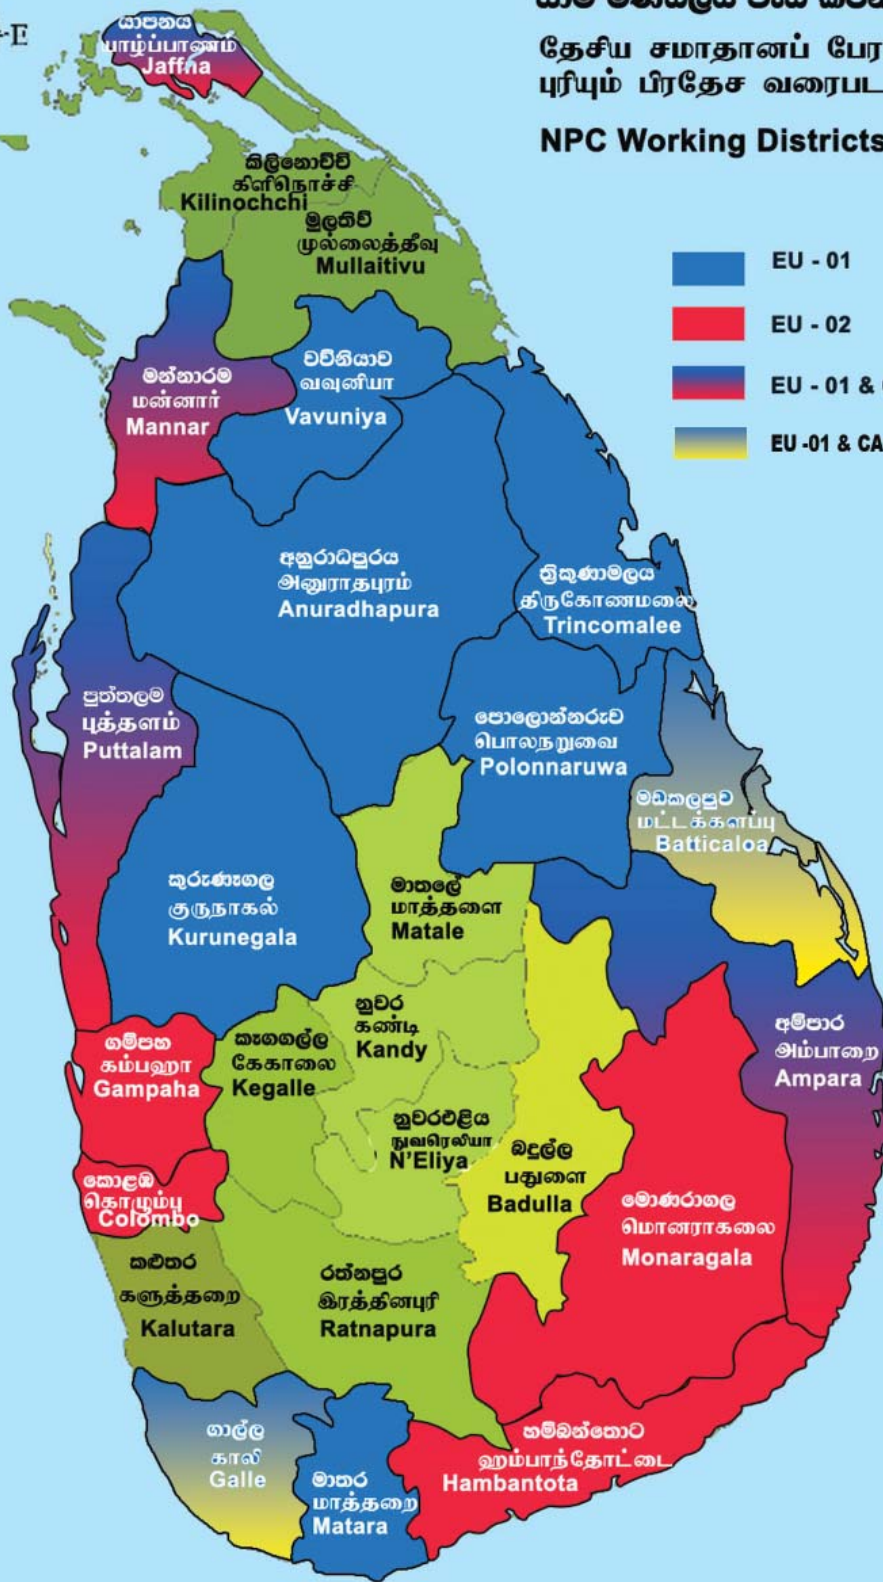 -E
தேசிய சமாதானப் பேர
புரியும் பிரதேச வரைபட
NPC Working Districts
EU - 01
EU - 02
EU - 01 &
EU -01 & CA
යාපනය
யாழ்ப்பாணம்
Jaffna
කිලිනොච්චි
கிளிநொச்சி
Kilinochchi
මුලතිව්
முல்லைத்தீவு
Mullaitivu
මන්නාරම
மன்னார்
Mannar
වව්නියාව
வவுனியா
Vavuniya
අනුරාධපුරය
அனுராதபுரம்
Anuradhapura
ත්‍රිකුණාමලය
திருகோணமலை
Trincomalee
පුත්තලම
புத்தளம்
Puttalam
පොලොන්නරුව
பொலநறுவை
Polonnaruwa
මඩකලපුව
மட்டக்களப்பு
Batticaloa
කුරුණෑගල
குருநாகல்
Kurunegala
මාතලේ
மாத்தளை
Matale
නුවර
கண்டி
Kandy
ගම්පහ
கம்பஹா
Gampaha
කෑගගල්ල
கேகாலை
Kegalle
අම්පාර
அம்பாறை
Ampara
නුවරඑළිය
நுவரெலியா
N'Eliya
බදුල්ල
பதுளை
Badulla
කොළඹ
கொழும்பு
Colombo
මොණරාගල
மொனராகலை
Monaragala
කළුතර
களுத்தறை
Kalutara
රත්නපුර
இரத்தினபுரி
Ratnapura
ගාල්ල
காலி
Galle
මාතර
மாத்தறை
Matara
හම්බන්තොට
ஹம்பாந்தோட்டை
Hambantota